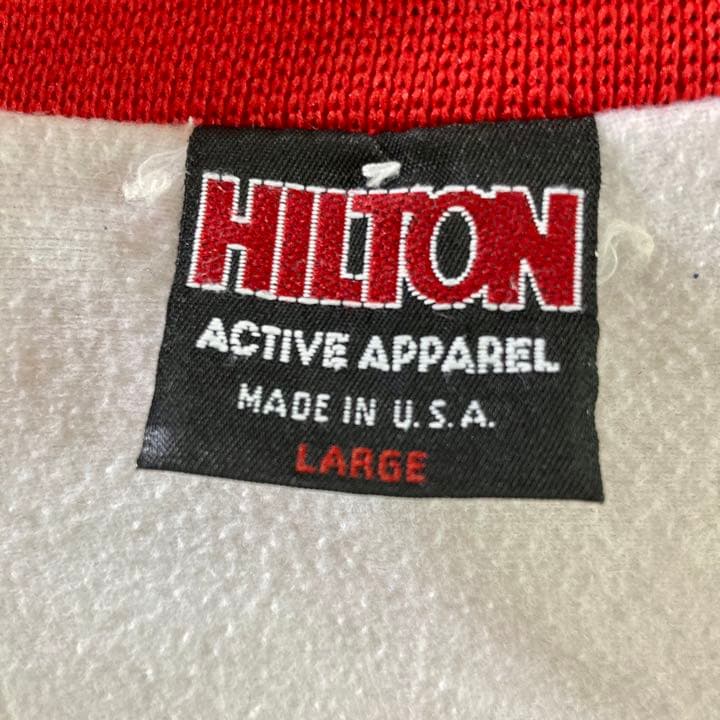 HILTON
ACTIVE APPAREL
MADE IN U.S.A.
LARGE